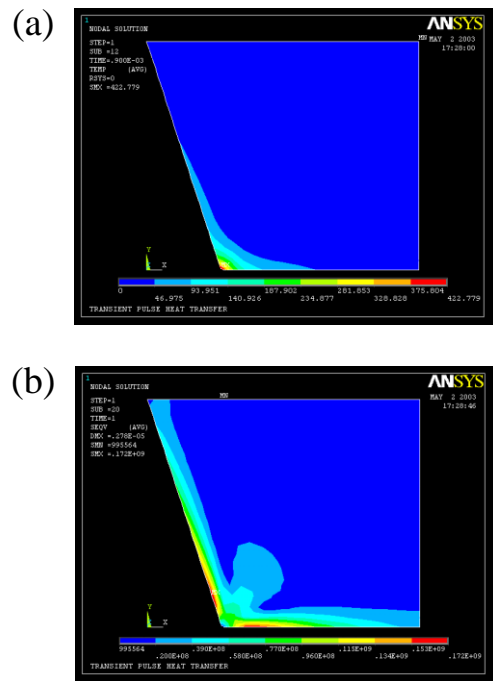 (a)
1
ANSYS
NODAL SOLUTION
MN MAY 2 2003
17:28:00
STEP=1
SUB =12
TIME=.900E-03
TEMP (AVG)
RSYS=0
SMX =422.779
Y
X
0 93.951 187.902 281.853 375.804
46.975 140.926 234.877 328.828 422.779
TRANSIENT PULSE HEAT TRANSFER
(b)
1
ANSYS
NODAL SOLUTION
MN
MAY 2 2003
17:28:46
STEP=1
SUB =20
TIME=1
SEQV (AVG)
DMX =.278E-05
SMN =995564
SMX =.172E+09
Y
X
995564 .390E+08 .770E+08 .115E+09 .153E+09
.200E+08 .580E+08 .960E+08 .134E+09 .172E+09
TRANSIENT PULSE HEAT TRANSFER